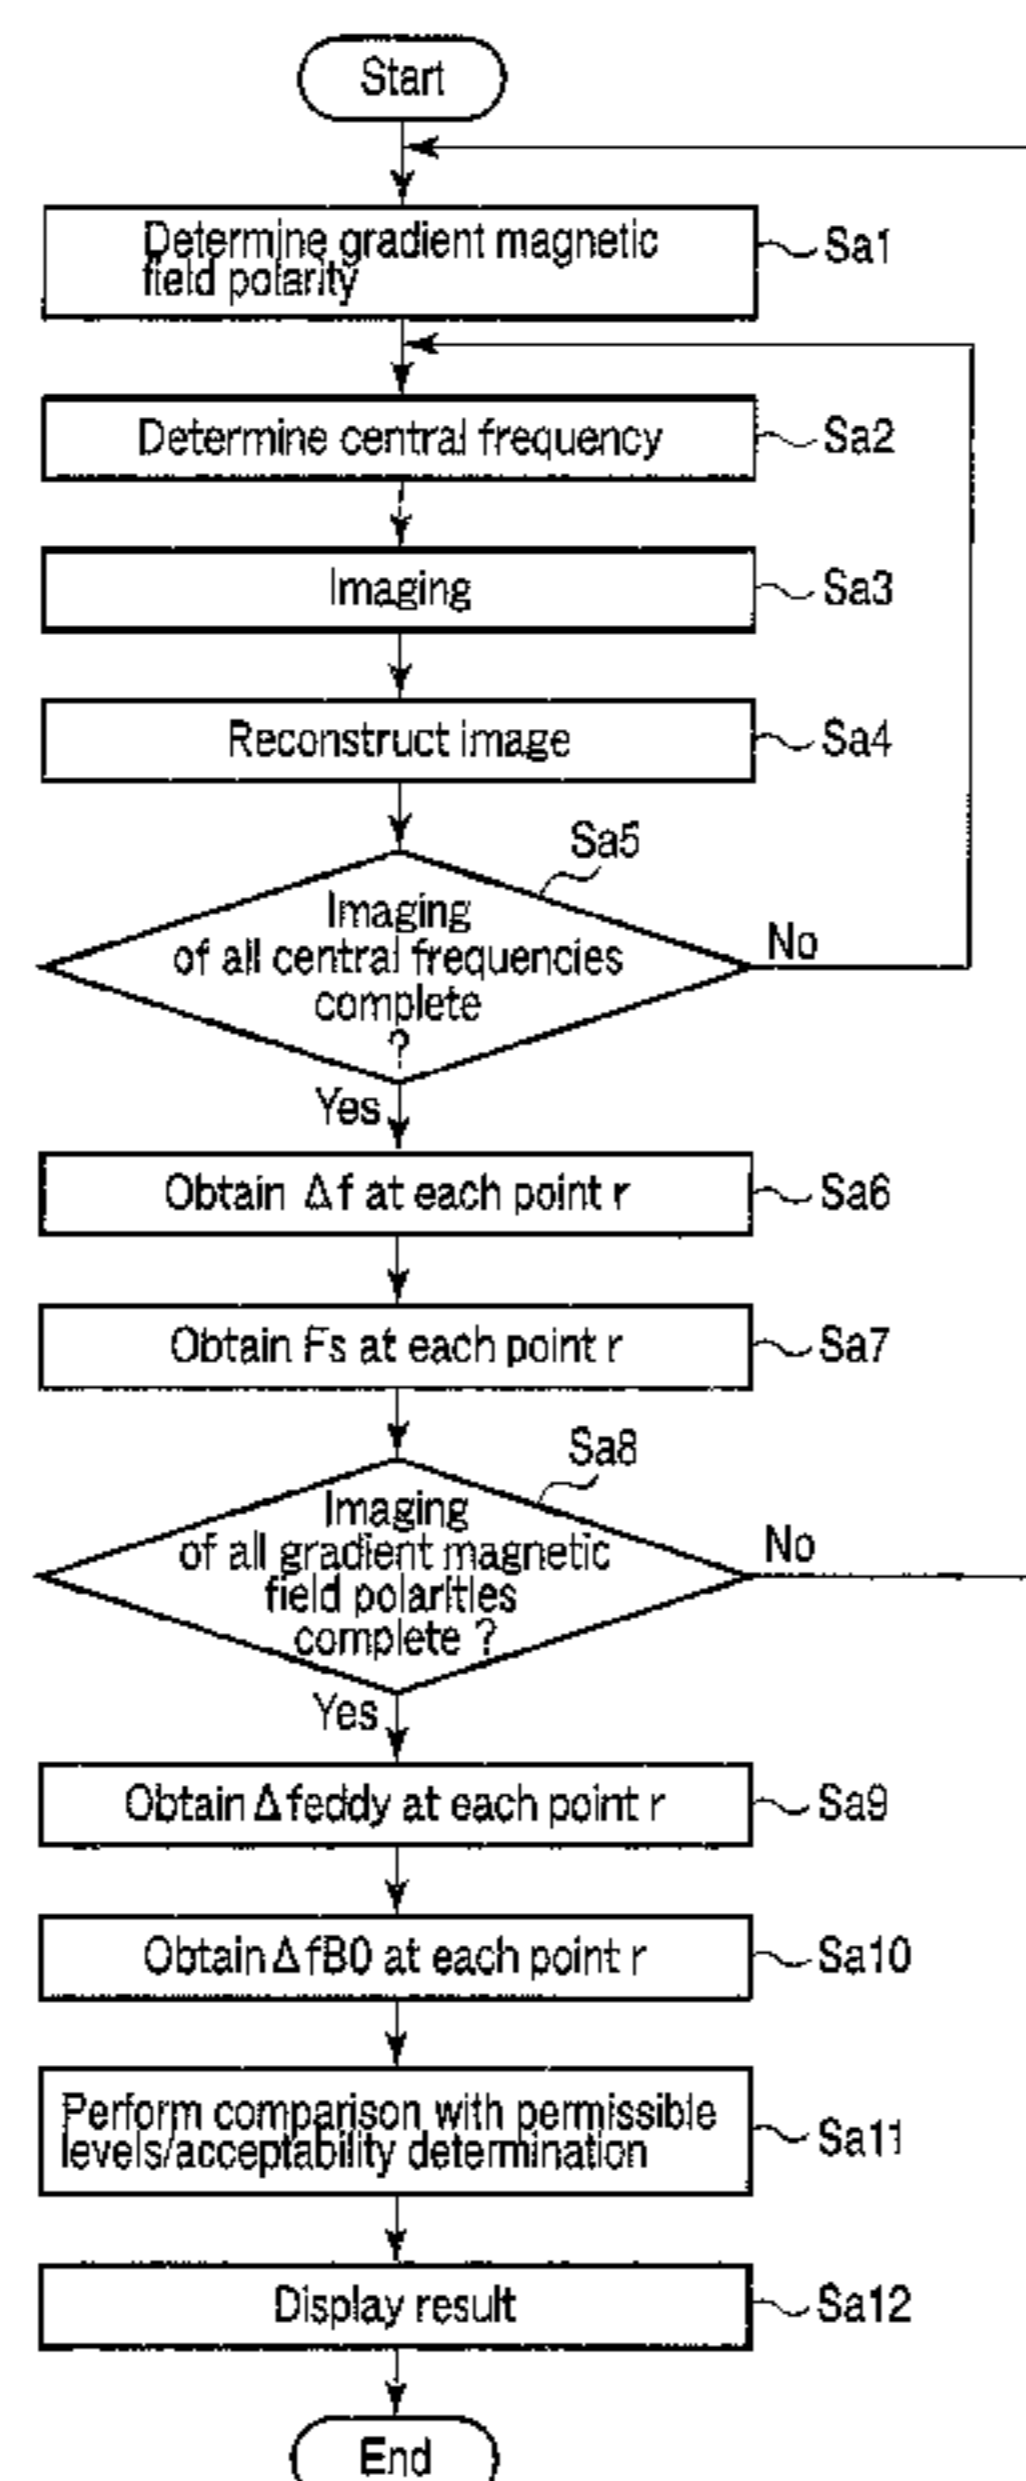 Start
Determine gradient magnetic
field polarity
Sa1
Determine central frequency
Sa2
Imaging
Sa3
Reconstruct image
Sa4
Sa5
Imaging
of all central frequencies
complete
?
No
Yes
Obtain Δf at each point r
Sa6
Obtain Fs at each point r
Sa7
Sa8
Imaging
of all gradient magnetic
field polarities
complete ?
No
Yes
Obtain Δfeddy at each point r
Sa9
Obtain ΔfB0 at each point r
Sa10
Perform comparison with permissible
levels/acceptability determination
Sa11
Display result
Sa12
End